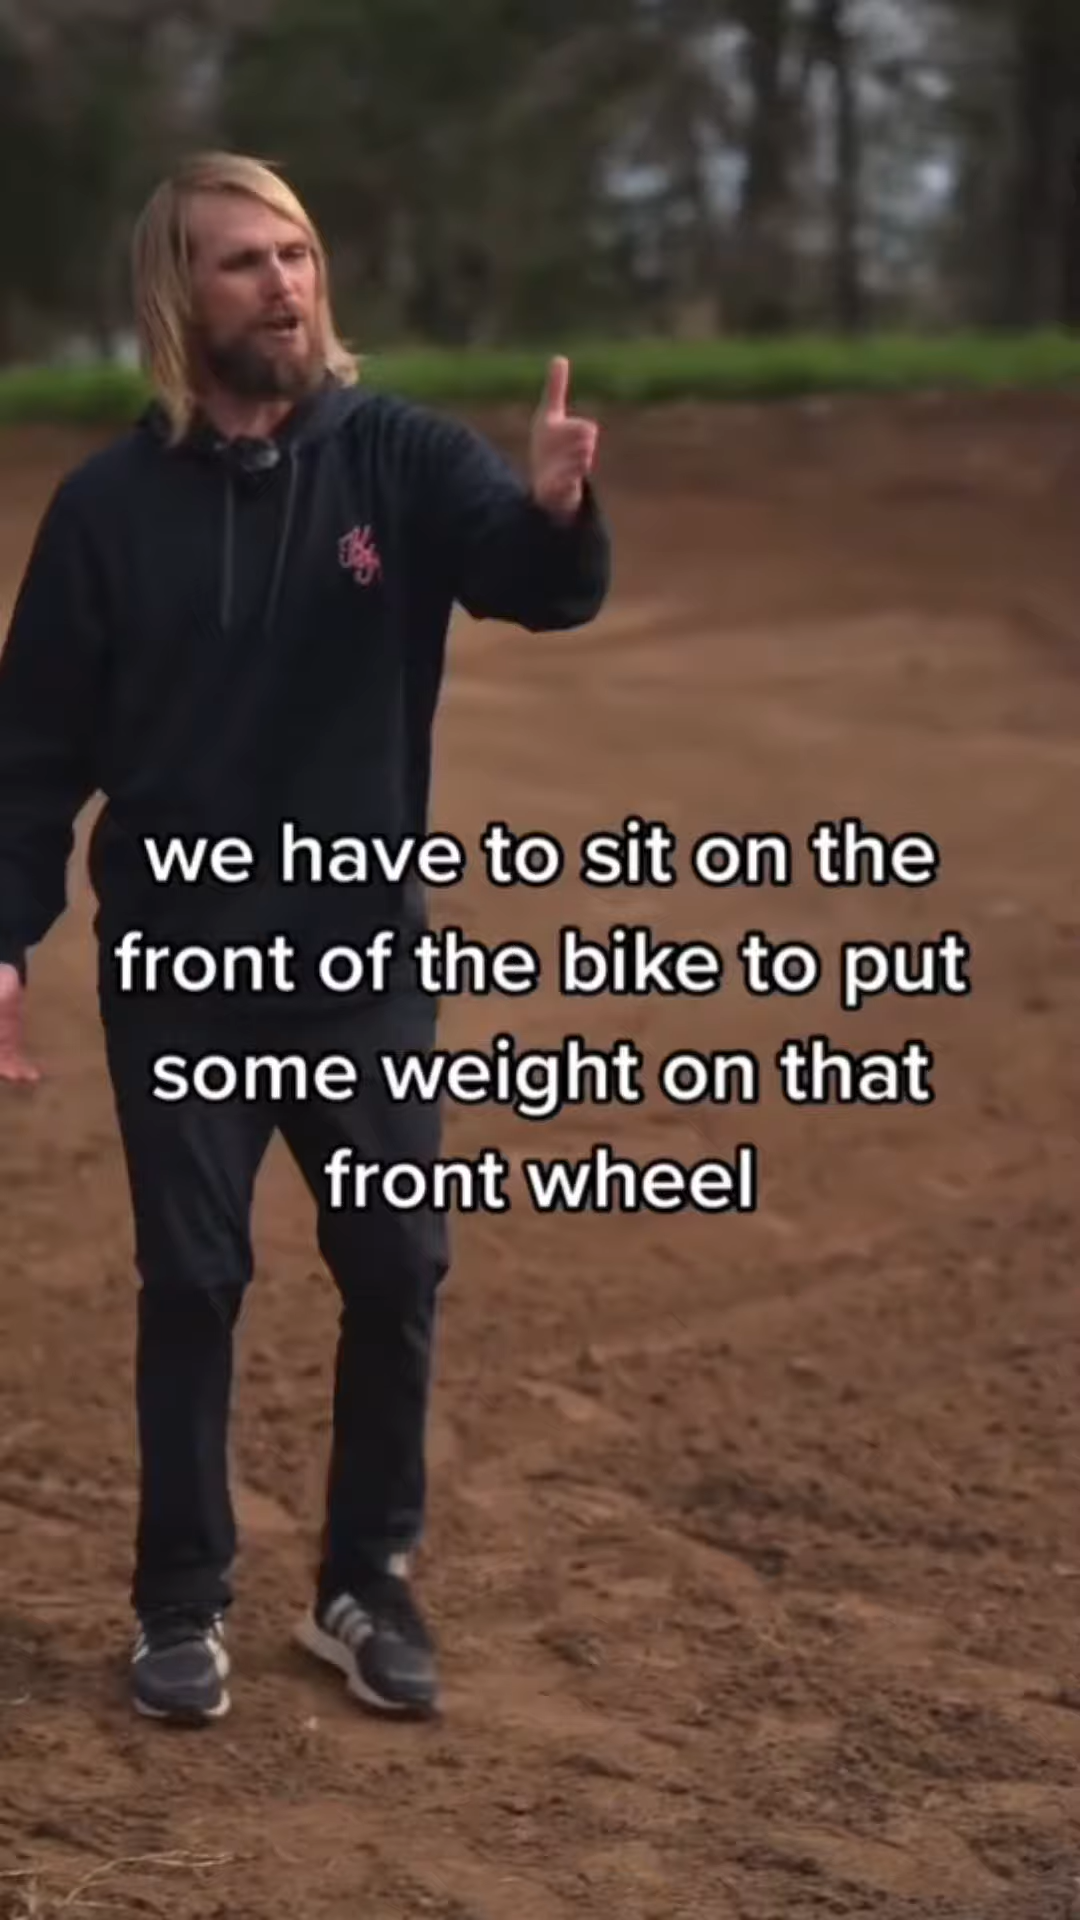 we have to sit on the
front of the bike to put
some weight on that
front wheel